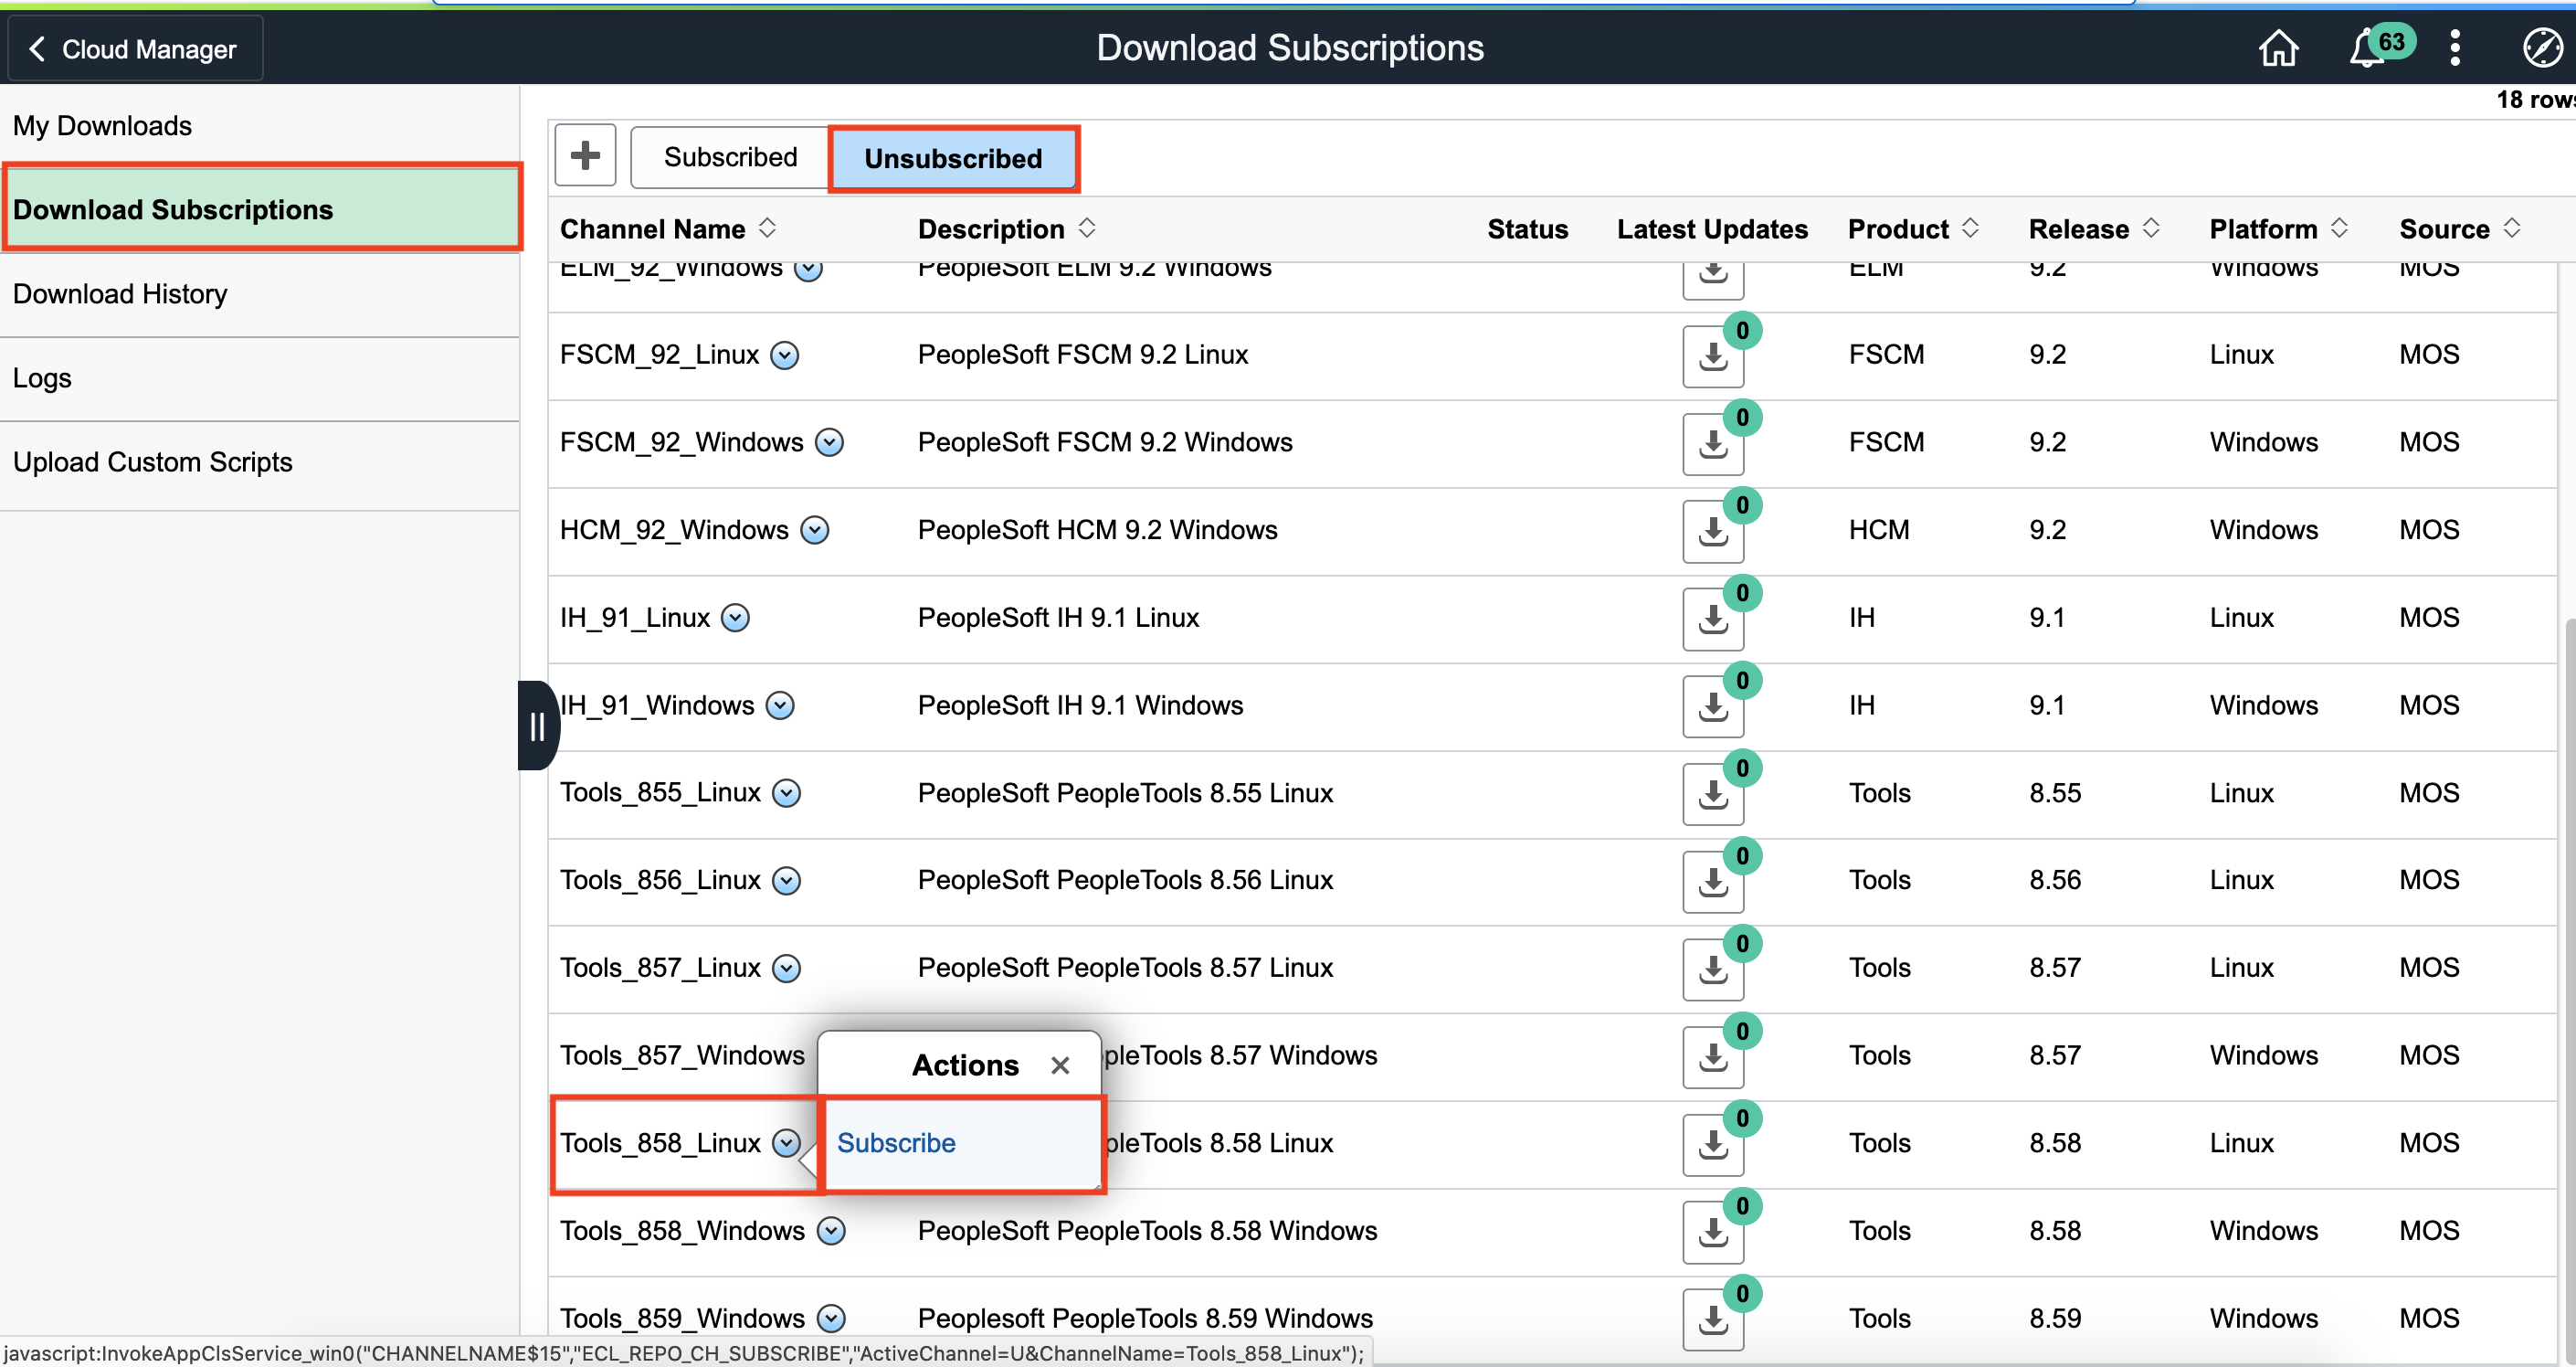 Cloud Manager
Download Subscriptions
63
18 rows
My Downloads
Download Subscriptions
Download History
Logs
Upload Custom Scripts
Subscribed
Unsubscribed
Channel Name Description Status Latest Updates Product Release Platform Source
ELM_92_Windows PeopleSoft ELM 9.2 Windows ELM 9.2 Windows MOS
FSCM_92_Linux PeopleSoft FSCM 9.2 Linux 0 FSCM 9.2 Linux MOS
FSCM_92_Windows PeopleSoft FSCM 9.2 Windows 0 FSCM 9.2 Windows MOS
HCM_92_Windows PeopleSoft HCM 9.2 Windows 0 HCM 9.2 Windows MOS
IH_91_Linux PeopleSoft IH 9.1 Linux 0 IH 9.1 Linux MOS
IH_91_Windows PeopleSoft IH 9.1 Windows 0 IH 9.1 Windows MOS
Tools_855_Linux PeopleSoft PeopleTools 8.55 Linux 0 Tools 8.55 Linux MOS
Tools_856_Linux PeopleSoft PeopleTools 8.56 Linux 0 Tools 8.56 Linux MOS
Tools_857_Linux PeopleSoft PeopleTools 8.57 Linux 0 Tools 8.57 Linux MOS
Tools_857_Windows pleTools 8.57 Windows 0 Tools 8.57 Windows MOS
Actions
Tools_858_Linux Subscribe pleTools 8.58 Linux 0 Tools 8.58 Linux MOS
Tools_858_Windows PeopleSoft PeopleTools 8.58 Windows 0 Tools 8.58 Windows MOS
Tools_859_Windows Peoplesoft PeopleTools 8.59 Windows 0 Tools 8.59 Windows MOS
javascript:InvokeAppClsService_win0("CHANNELNAME$15","ECL_REPO_CH_SUBSCRIBE","ActiveChannel=U&ChannelName=Tools_858_Linux");